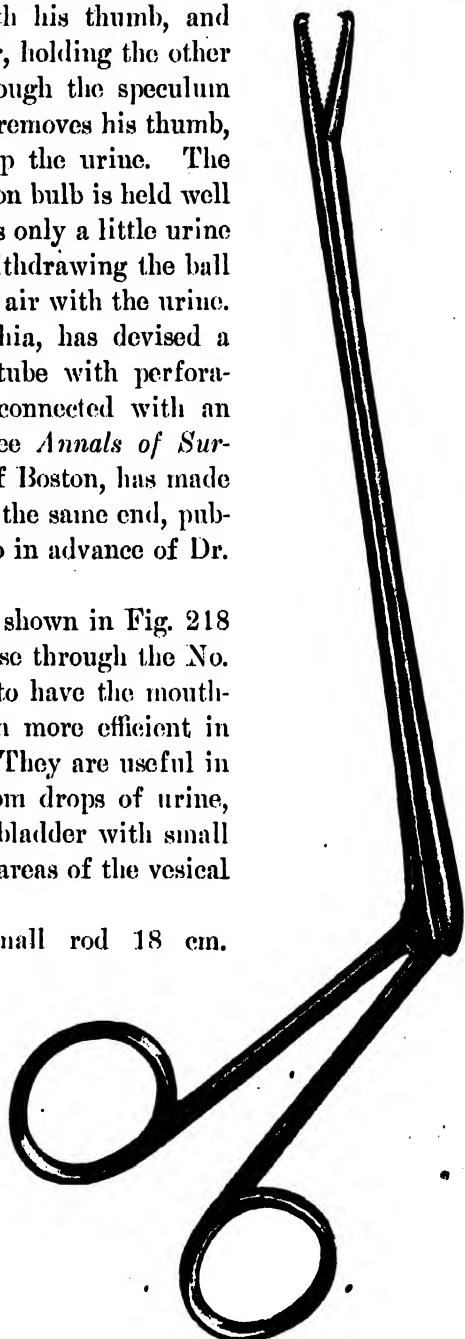 th his thumb, and
r, holding the other
ough the speculum
removes his thumb,
p the urine. The
on bulb is held well
s only a little urine
ithdrawing the ball
air with the urine.
hia, has devised a
tube with perfora-
connected with an
ee Annals of Sur-
f Boston, has made
the same end, pub-
o in advance of Dr.
shown in Fig. 218
se through the No.
to have the mouth-
n more efficient in
They are useful in
om drops of urine,
bladder with small
areas of the vesical
nall rod 18 cm.